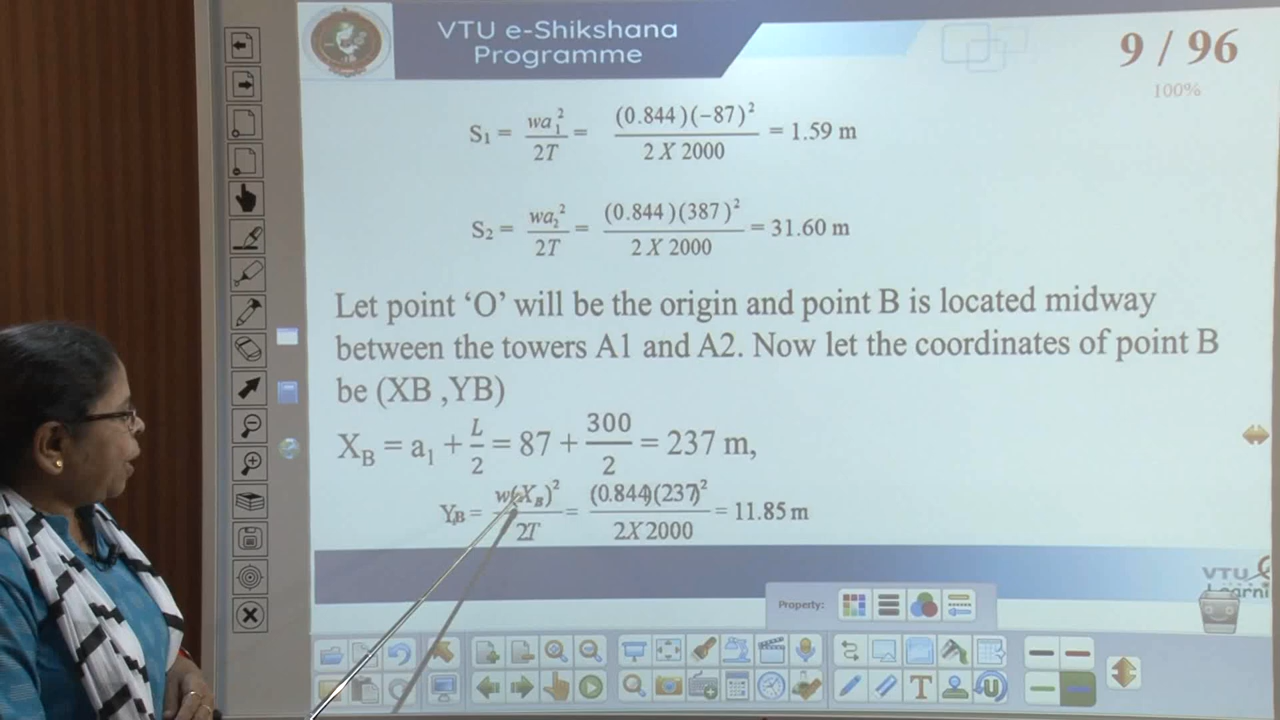 VTU e-Shikshana
Programme
9 / 96
100%
S₁ = wa₁²/2T = (0.844)(−87)²/2 X 2000 = 1.59 m
S₂ = wa₂²/2T = (0.844)(387)²/2 X 2000 = 31.60 m
Let point ‘O’ will be the origin and point B is located midway
between the towers A1 and A2. Now let the coordinates of point B
be (XB ,YB)
X_B = a₁ + L/2 = 87 + 300/2 = 237 m,
Y_B = w(X_B)²/2T = (0.844)(237)²/2X2000 = 11.85 m
VTU
Learni
Property:
T